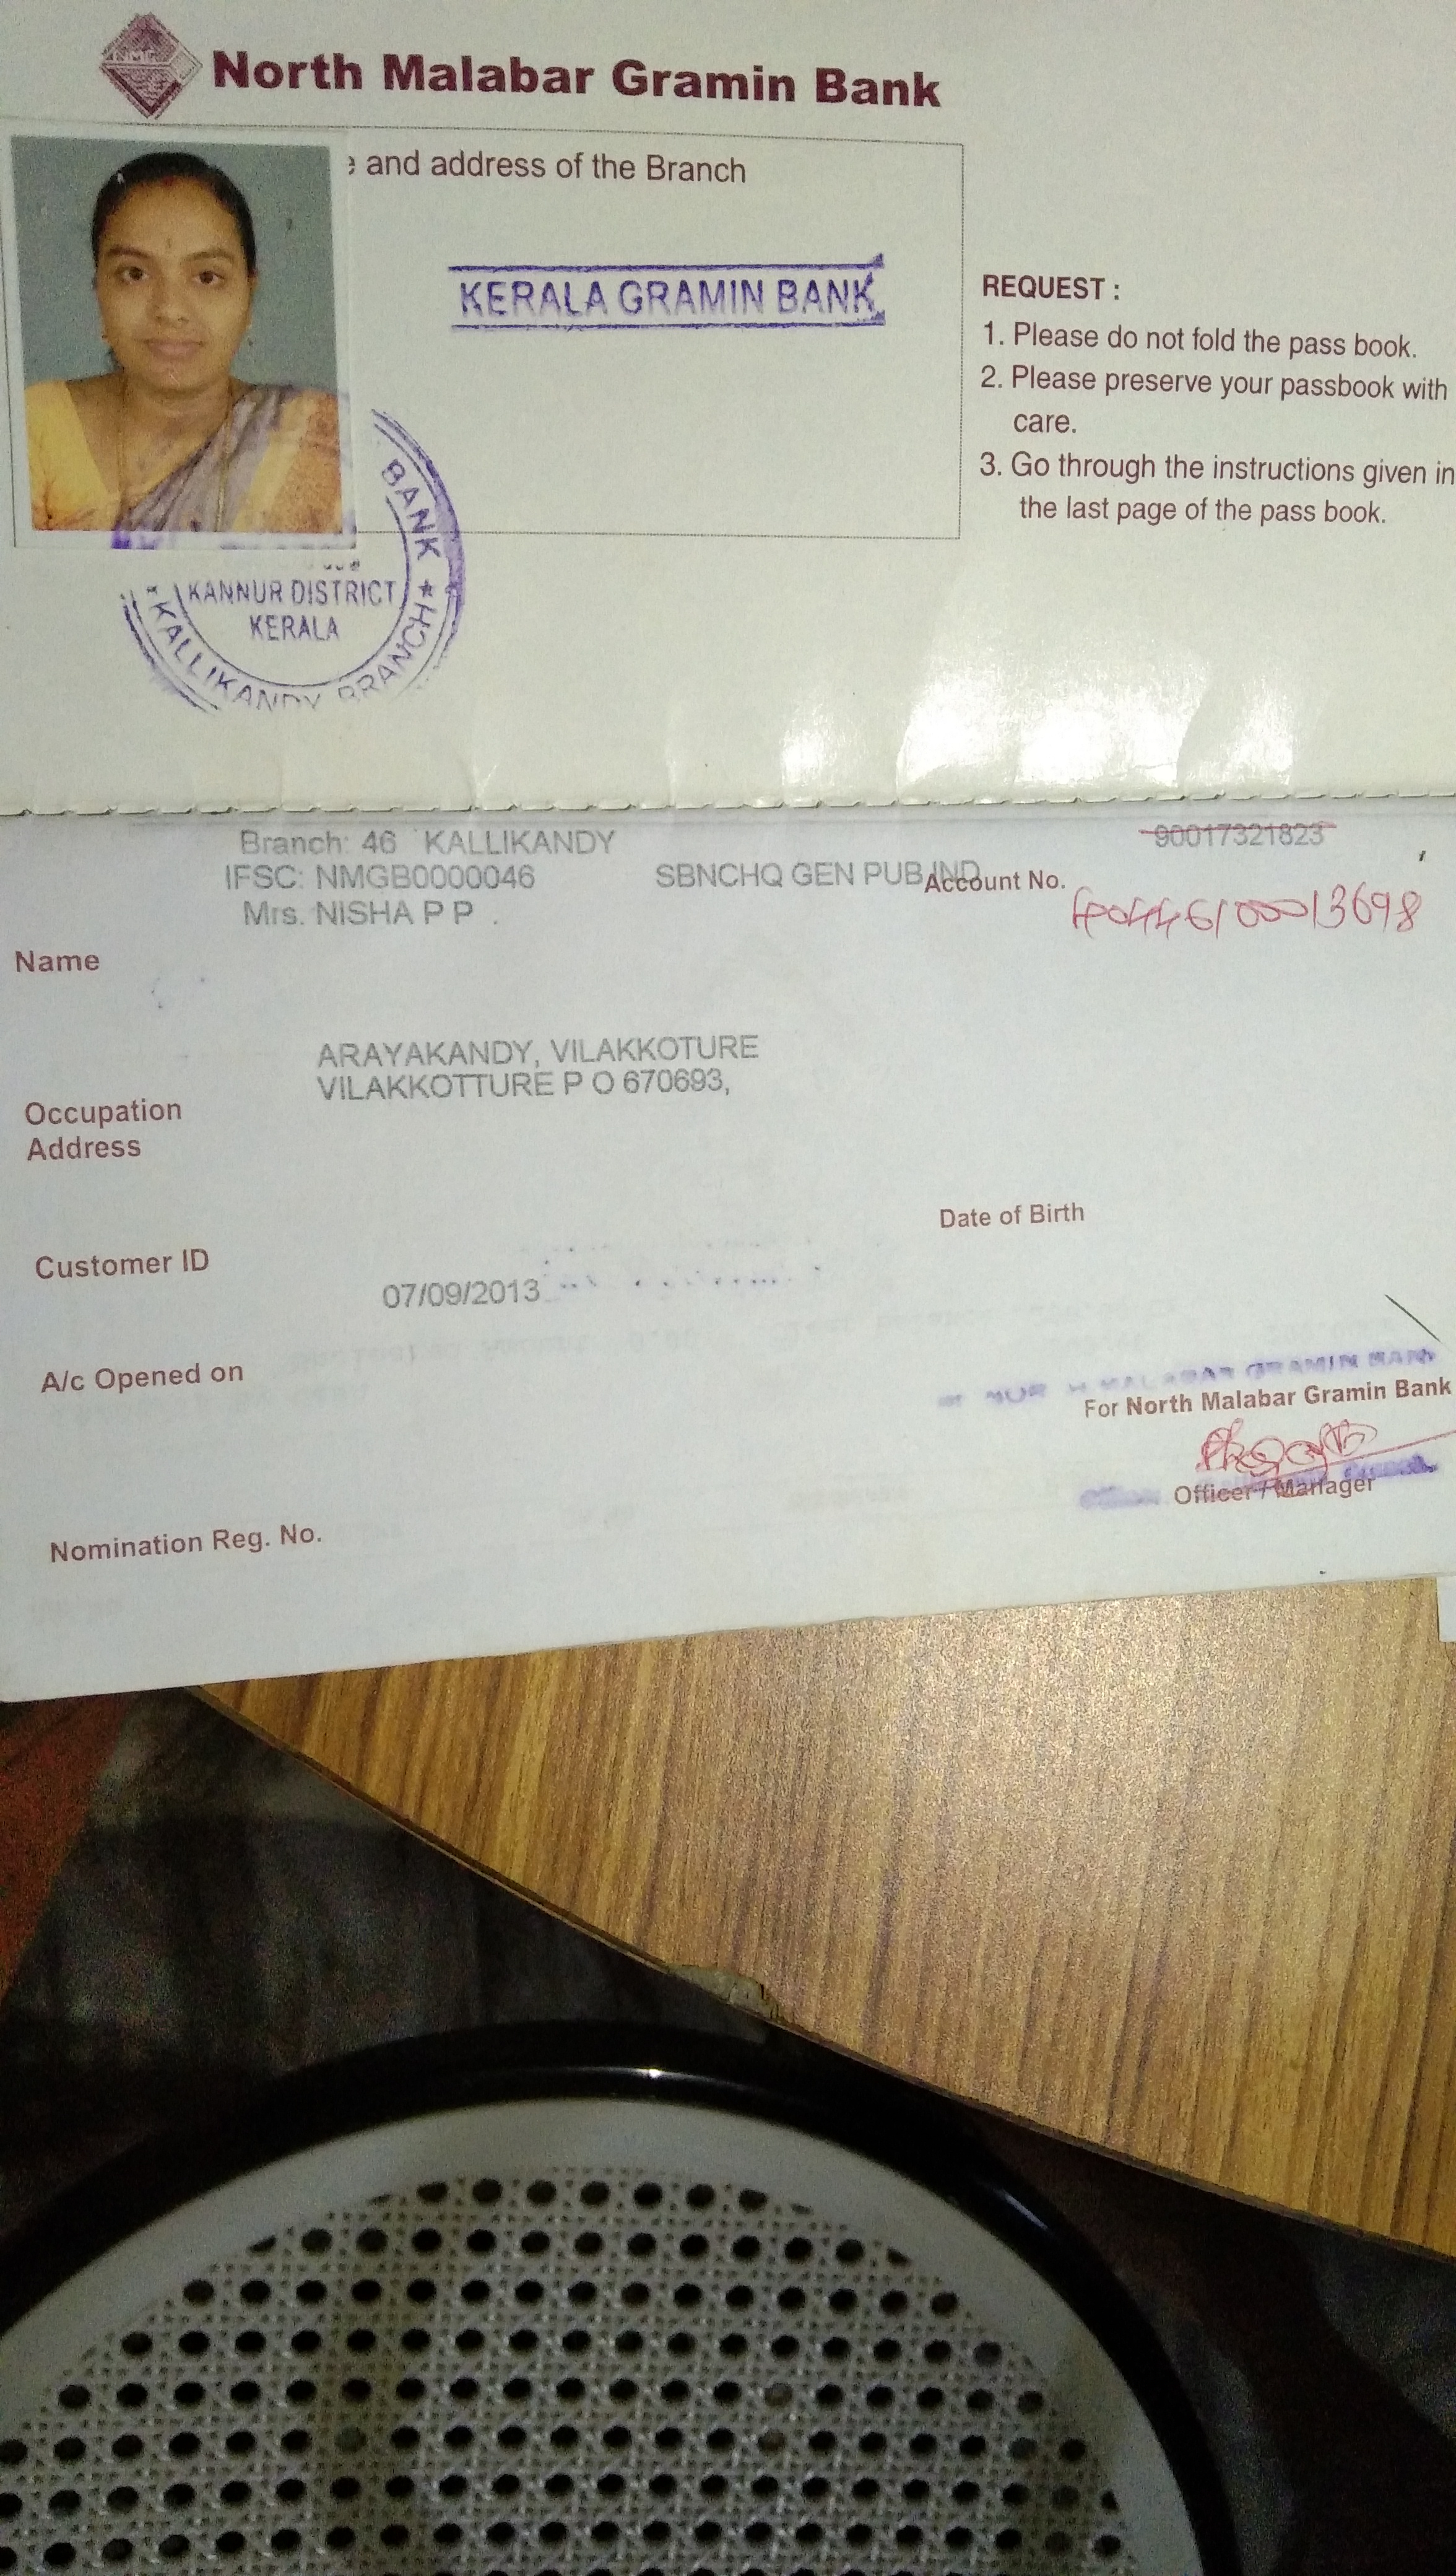 North Malabar Gramin Bank
and address of the Branch
KERALA GRAMIN BANK
REQUEST :
1. Please do not fold the pass book.
2. Please preserve your passbook with
care.
3. Go through the instructions given in
the last page of the pass book.
BANK
KANNUR DISTRICT
KERALA
KALLIKANDY BRANCH
Branch: 46 KALLIKANDY
90017321823
IFSC: NMGB0000046 SBNCHQ GEN PUB IND
Account No.
Mrs. NISHA P P .
Name
ARAYAKANDY, VILAKKOTURE
VILAKKOTTURE P O 670693,
Occupation
Address
Date of Birth
Customer ID
07/09/2013
A/c Opened on
MALABAR GRAMIN BANK
For North Malabar Gramin Bank
Officer / Manager
Nomination Reg. No.